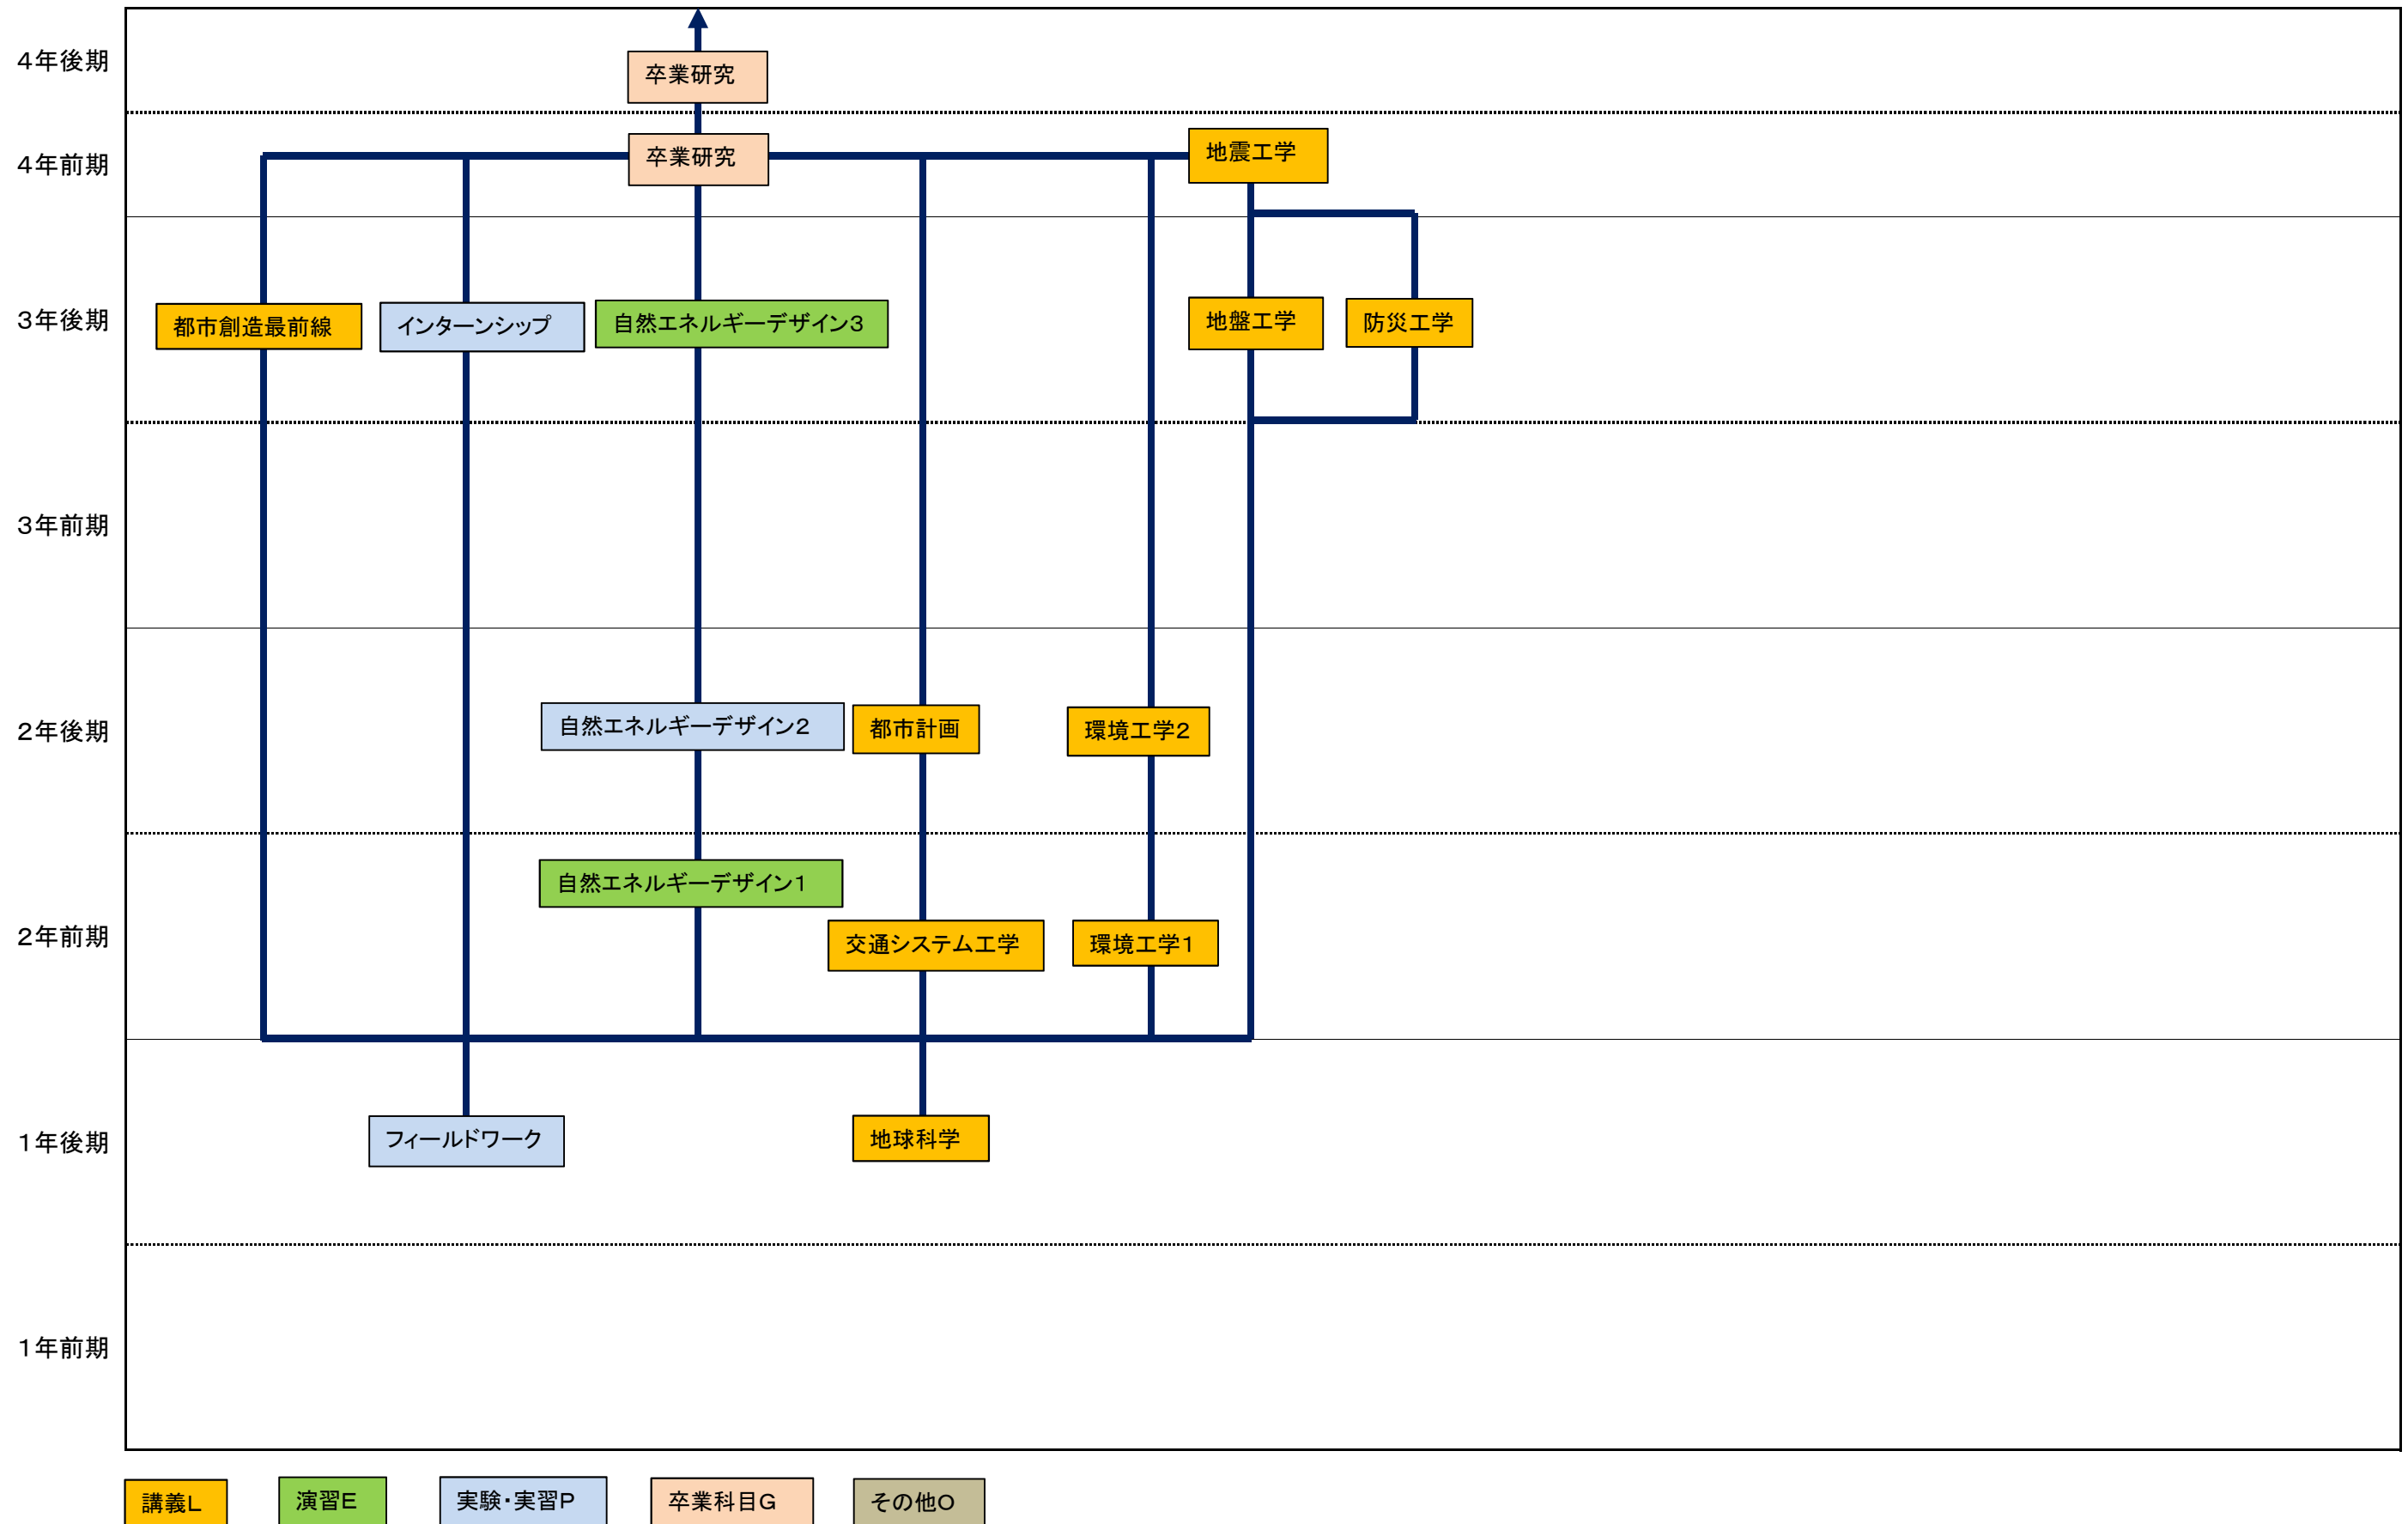 4年後期
卒業研究
4年前期
卒業研究
地震工学
3年後期
都市創造最前線
インターンシップ
自然エネルギーデザイン3
地盤工学
防災工学
3年前期
2年後期
自然エネルギーデザイン2
都市計画
環境工学2
自然エネルギーデザイン1
2年前期
交通システム工学
環境工学1
1年後期
フィールドワーク
地球科学
1年前期
講義L
演習E
実験・実習P
卒業科目G
その他O